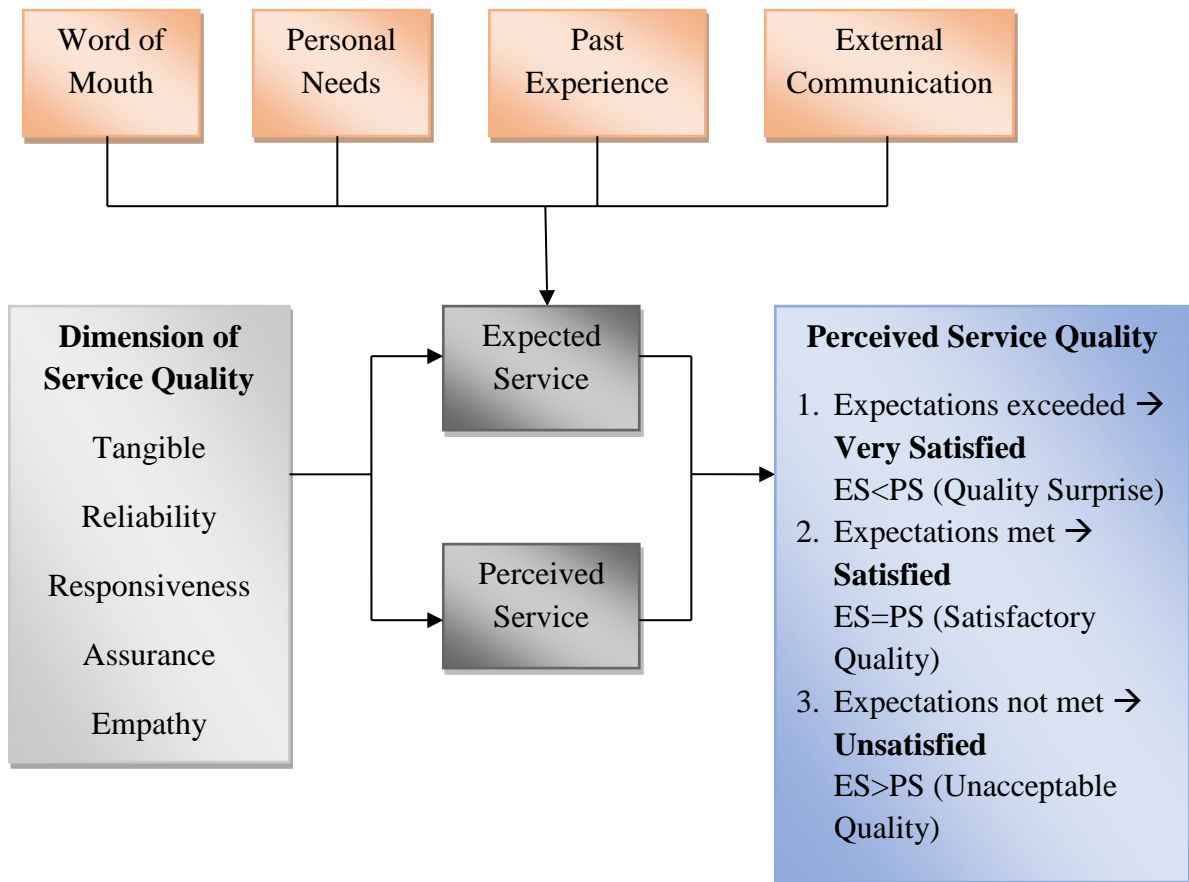 Word of
Mouth
Personal
Needs
Past
Experience
External
Communication
Dimension of
Service Quality
Tangible
Reliability
Responsiveness
Assurance
Empathy
Expected
Service
Perceived
Service
Perceived Service Quality
1. Expectations exceeded →
Very Satisfied
ES<PS (Quality Surprise)
2. Expectations met →
Satisfied
ES=PS (Satisfactory
Quality)
3. Expectations not met →
Unsatisfied
ES>PS (Unacceptable
Quality)